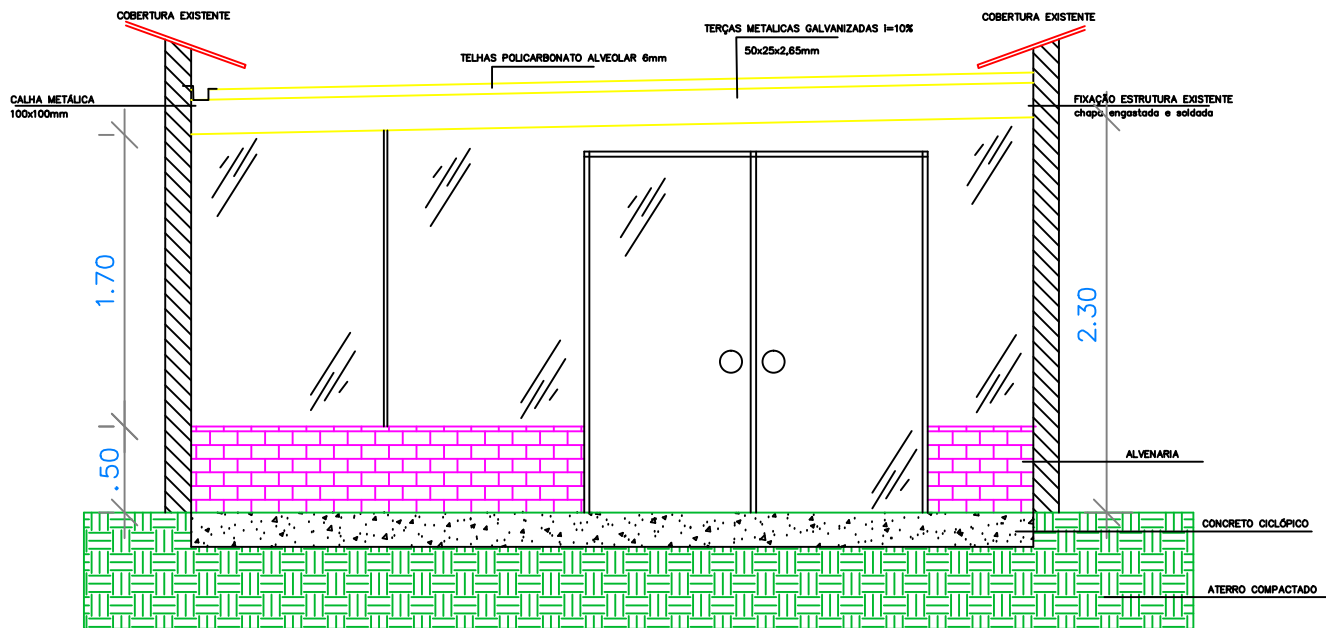 COBERTURA EXISTENTE
COBERTURA EXISTENTE
TERÇAS METALICAS GALVANIZADAS i=10%
50x25x2,65mm
TELHAS POLICARBONATO ALVEOLAR 6mm
CALHA METÁLICA
100x100mm
FIXAÇÃO ESTRUTURA EXISTENTE
chapa engastada e soldada
1.70
2.30
.50
ALVENARIA
CONCRETO CICLÓPICO
ATERRO COMPACTADO